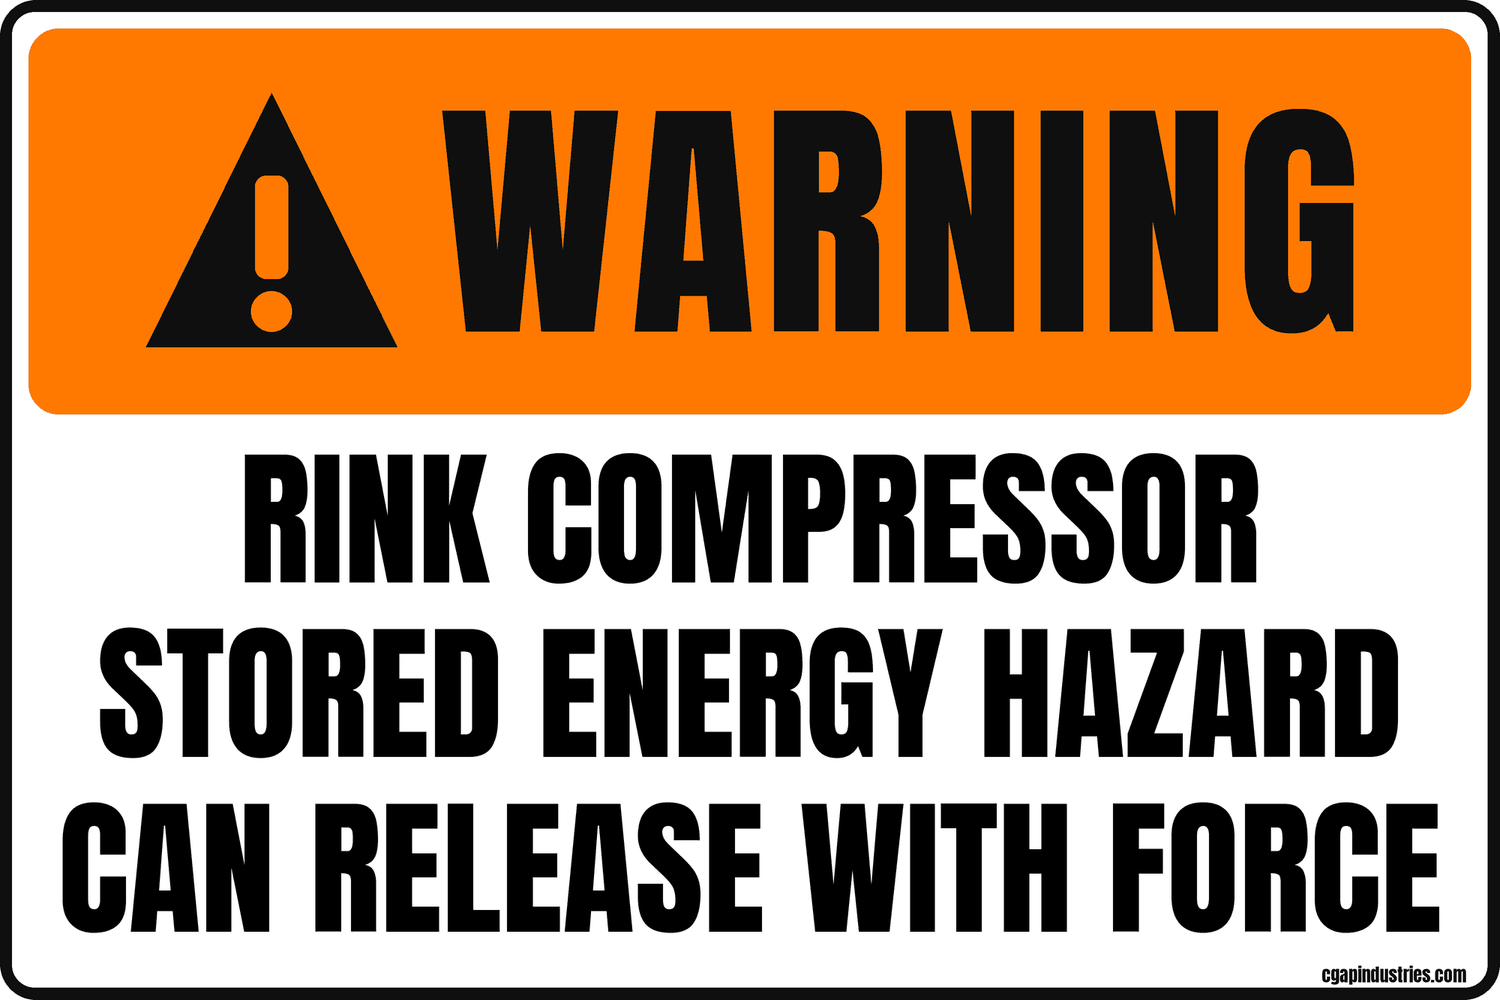 WARNING
RINK COMPRESSOR
STORED ENERGY HAZARD
CAN RELEASE WITH FORCE
cgapindustries.com